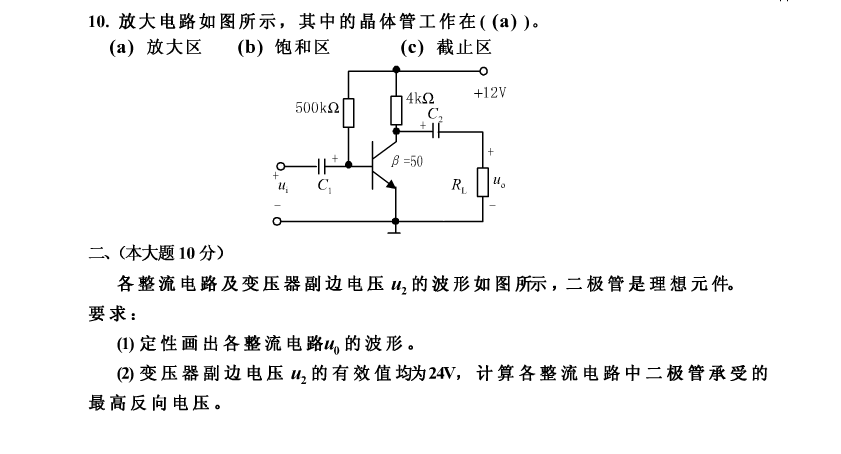 10. 放大电路如图所示，其中的晶体管工作在( (a) )。
(a) 放大区 (b) 饱和区 (c) 截止区
+12V
500kΩ
4kΩ
C2
+
β=50
+
C1
+
ui
−
RL
+
uo
−
二、（本大题 10 分）
各整流电路及变压器副边电压 u2 的波形如图所示，二极管是理想元件。
要求：
(1) 定性画出各整流电路u0 的波形。
(2) 变压器副边电压 u2 的有效值均为24V，计算各整流电路中二极管承受的
最高反向电压。